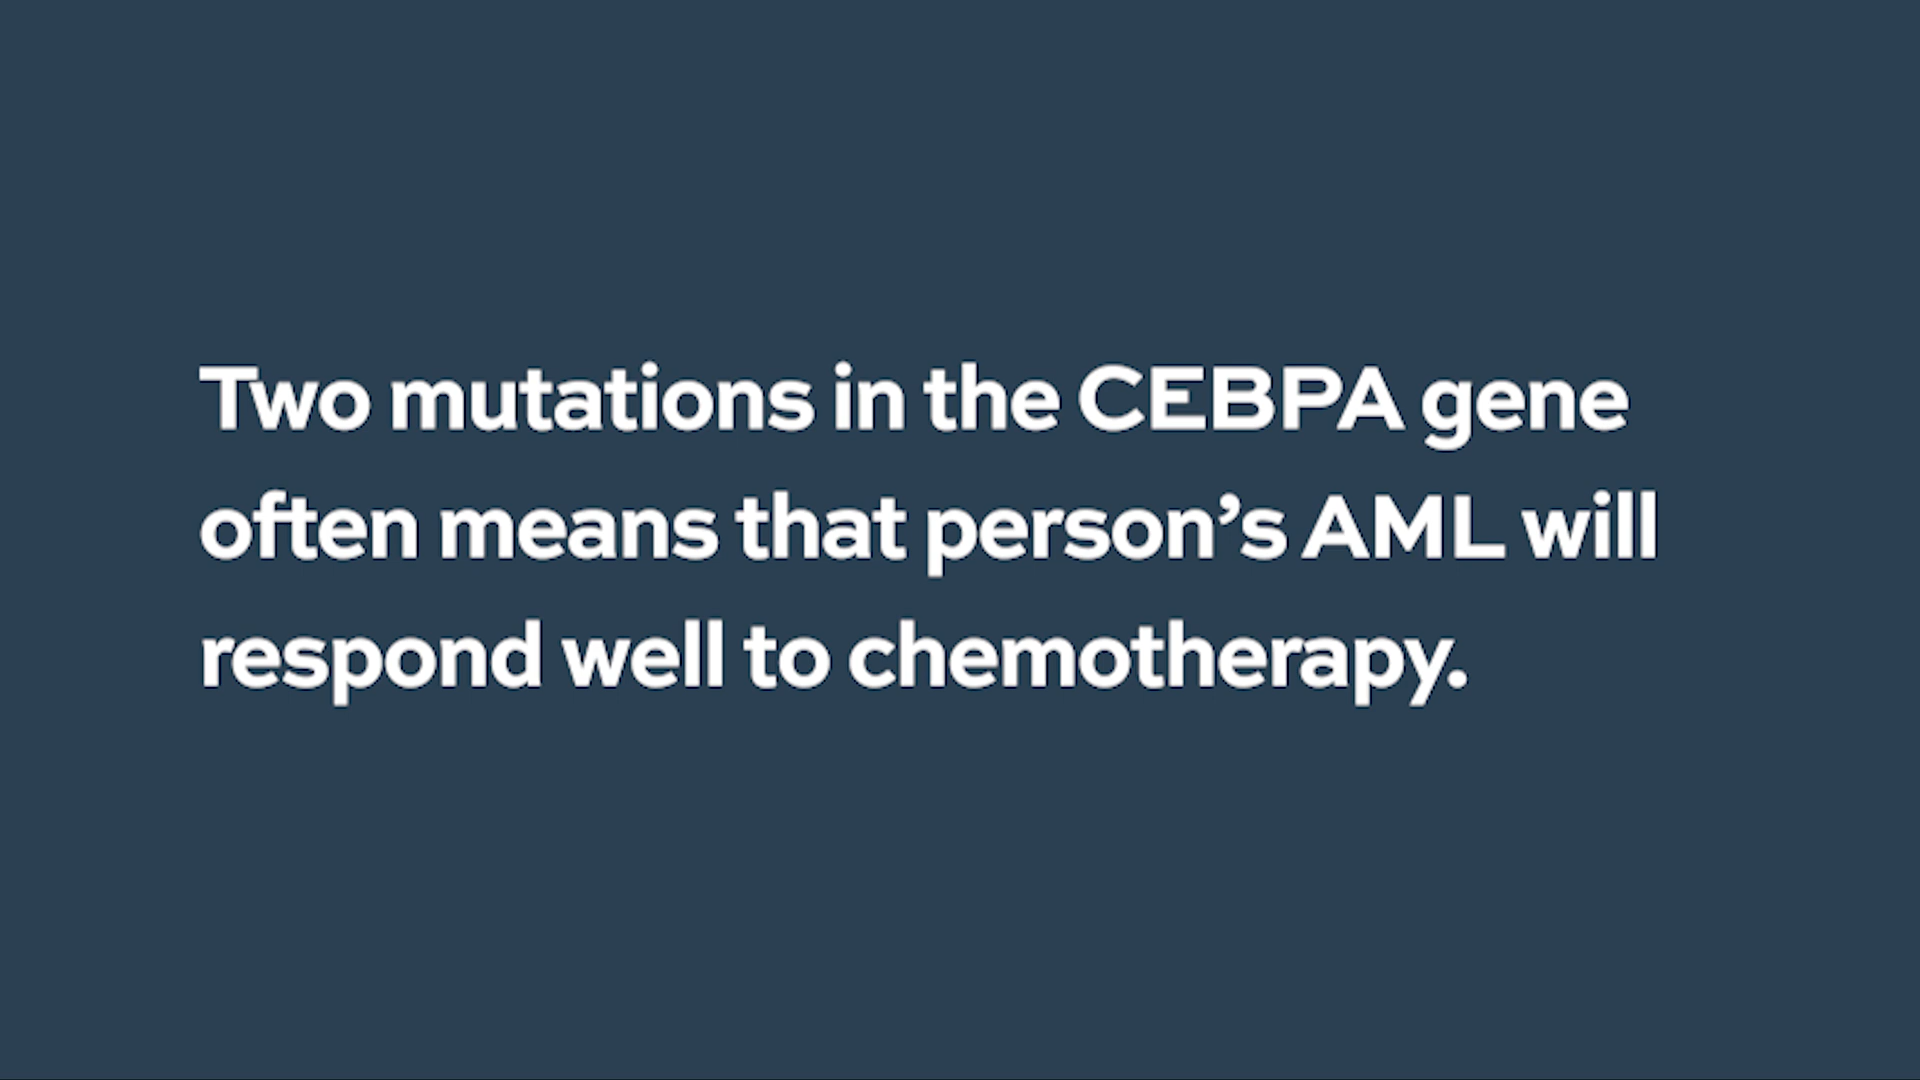 Two mutations in the CEBPA gene
often means that person’s AML will
respond well to chemotherapy.